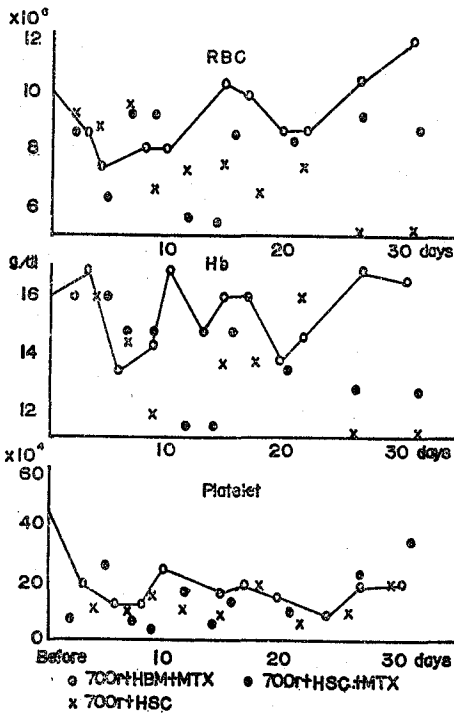 x10⁶
12
RBC
10
8
6
10
20
30 days
g/dl
Hb
16
14
12
10
20
30 days
x10⁴
60
Platelet
40
20
0
Before
10
20
30 days
○ 700r+HBM+MTX
● 700r+HSC+MTX
x 700r+HSC